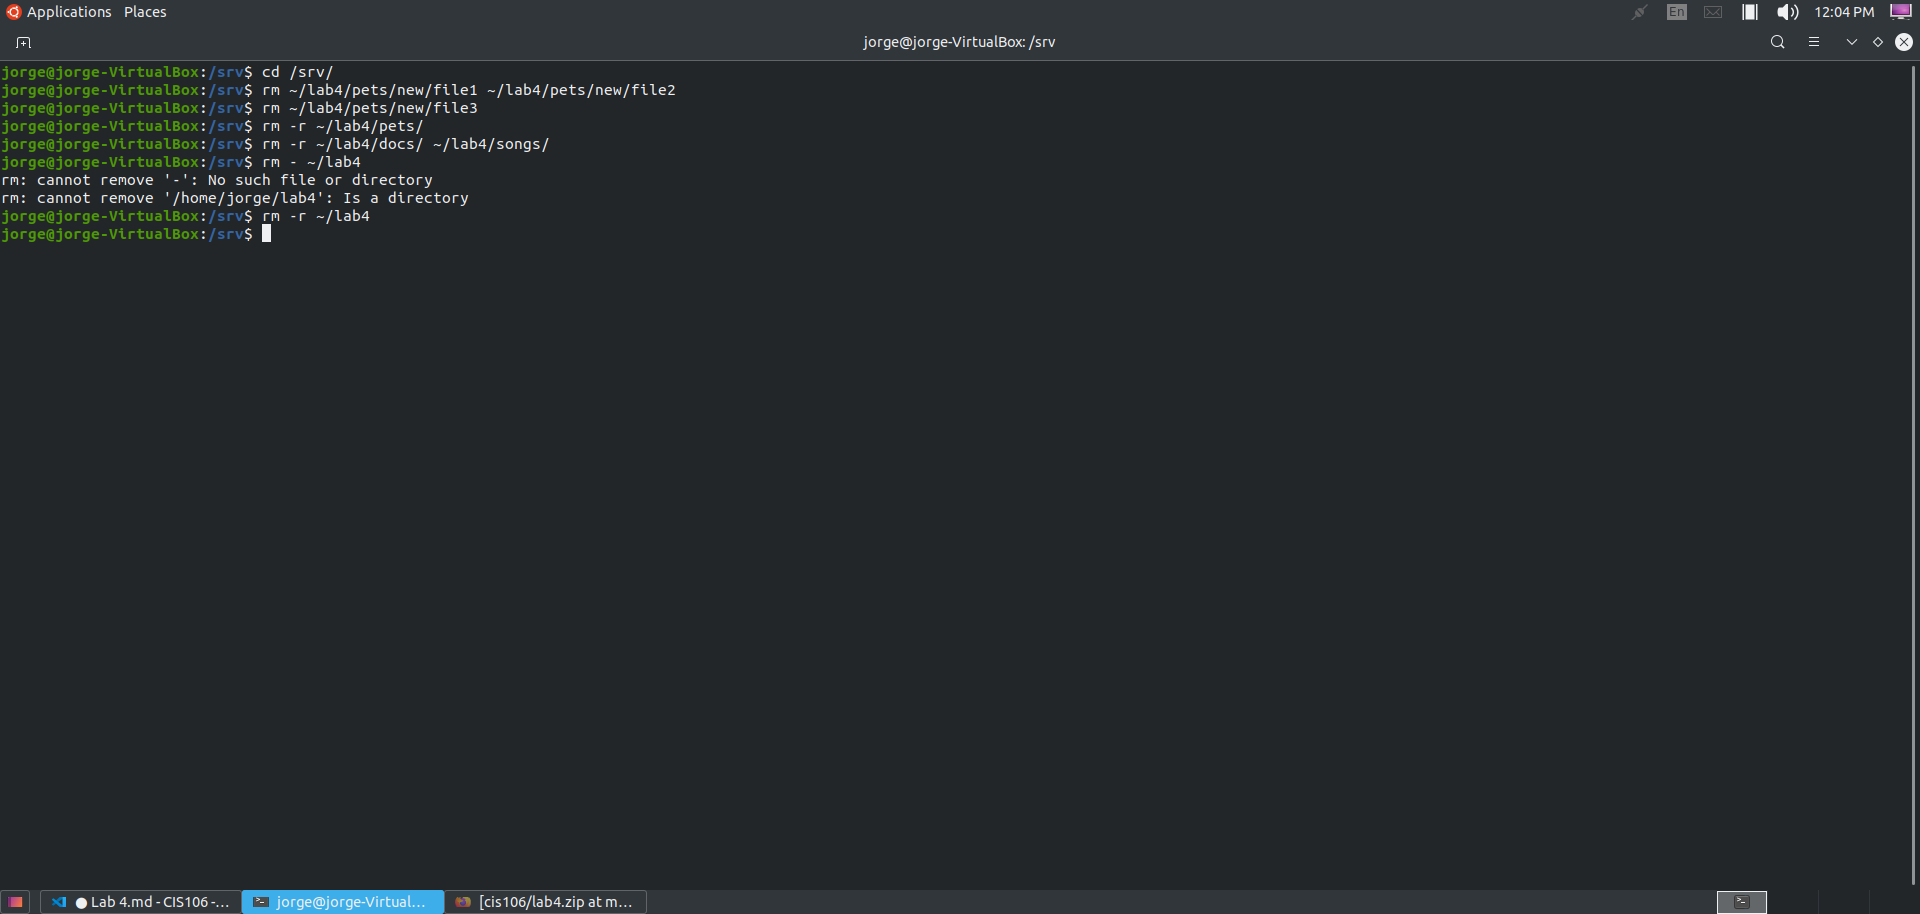 Applications Places En 12:04 PM
jorge@jorge-VirtualBox: /srv
jorge@jorge-VirtualBox:/srv$ cd /srv/
jorge@jorge-VirtualBox:/srv$ rm ~/lab4/pets/new/file1 ~/lab4/pets/new/file2
jorge@jorge-VirtualBox:/srv$ rm ~/lab4/pets/new/file3
jorge@jorge-VirtualBox:/srv$ rm -r ~/lab4/pets/
jorge@jorge-VirtualBox:/srv$ rm -r ~/lab4/docs/ ~/lab4/songs/
jorge@jorge-VirtualBox:/srv$ rm - ~/lab4
rm: cannot remove '-': No such file or directory
rm: cannot remove '/home/jorge/lab4': Is a directory
jorge@jorge-VirtualBox:/srv$ rm -r ~/lab4
jorge@jorge-VirtualBox:/srv$
● Lab 4.md - CIS106 -... jorge@jorge-Virtual... [cis106/lab4.zip at m...